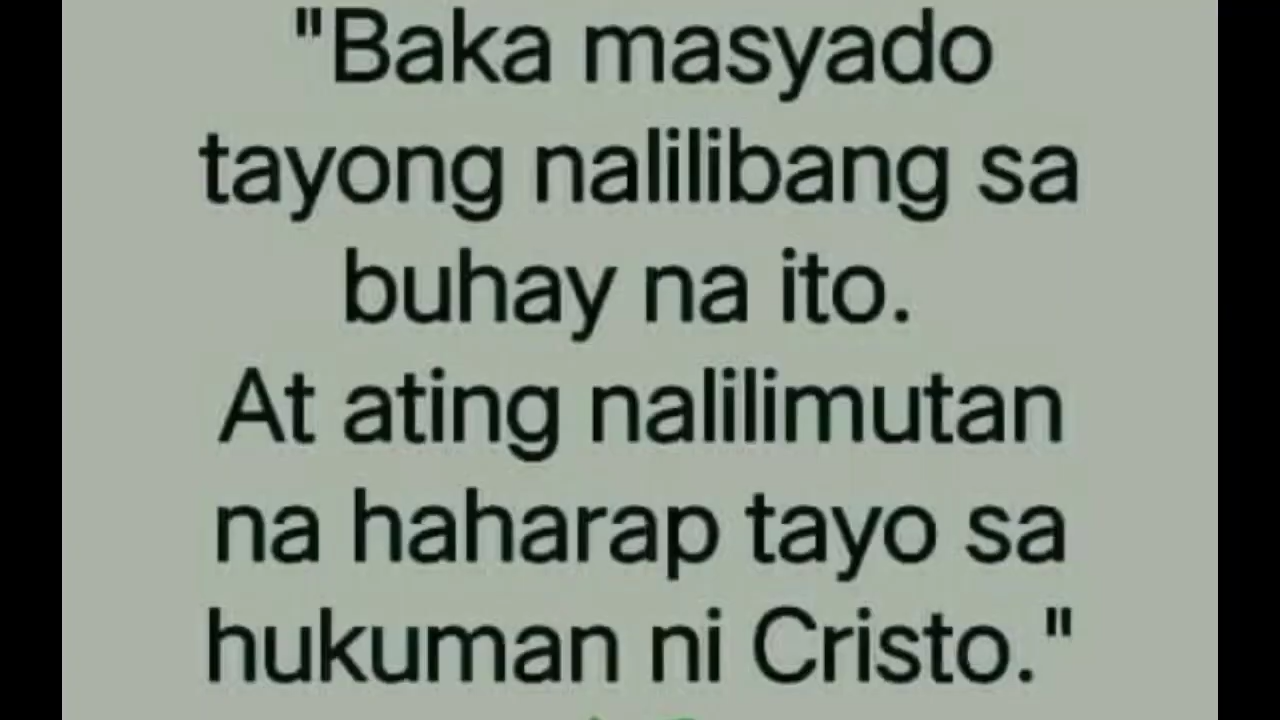 "Baka masyado
tayong nalilibang sa
buhay na ito.
At ating nalilimutan
na haharap tayo sa
hukuman ni Cristo."